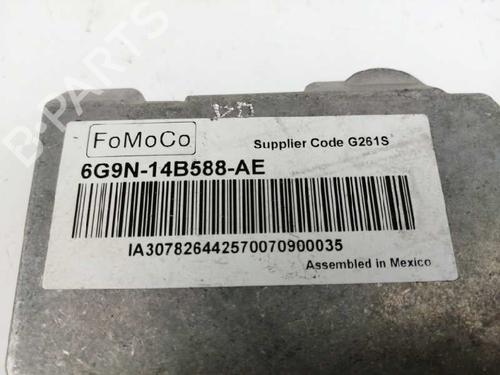 B-PARTS
FoMoCo
Supplier Code G261S
6G9N-14B588-AE
IA307826442570070900035
Assembled in Mexico